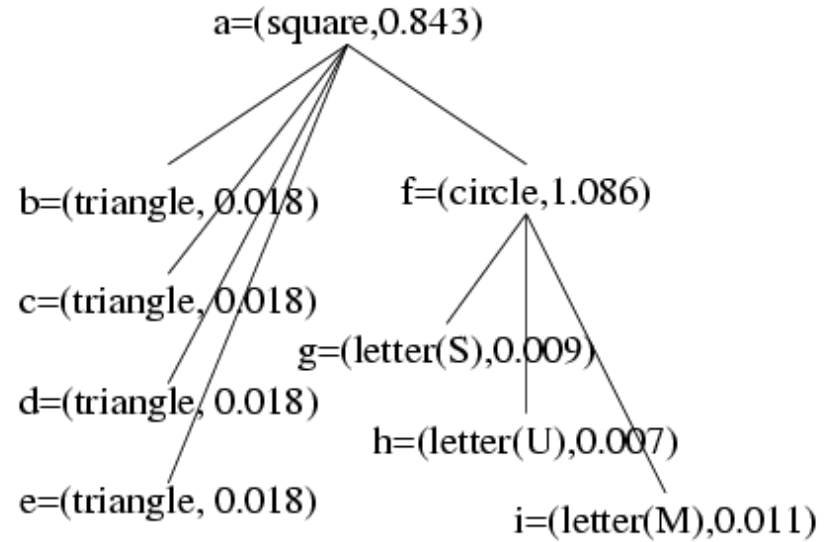 a=(square,0.843)
b=(triangle, 0.018)
f=(circle,1.086)
c=(triangle, 0.018)
g=(letter(S),0.009)
d=(triangle, 0.018)
h=(letter(U),0.007)
e=(triangle, 0.018)
i=(letter(M),0.011)